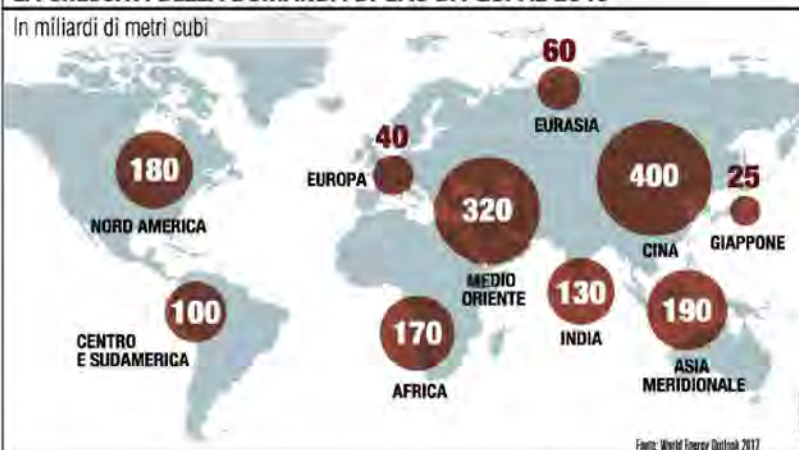 In miliardi di metri cubi
60
EURASIA
40
EUROPA
180
NORD AMERICA
320
MEDIO
ORIENTE
400
CINA
25
GIAPPONE
100
CENTRO
E SUDAMERICA
170
AFRICA
130
INDIA
190
ASIA
MERIDIONALE
Fonte: World Energy Outlook 2017